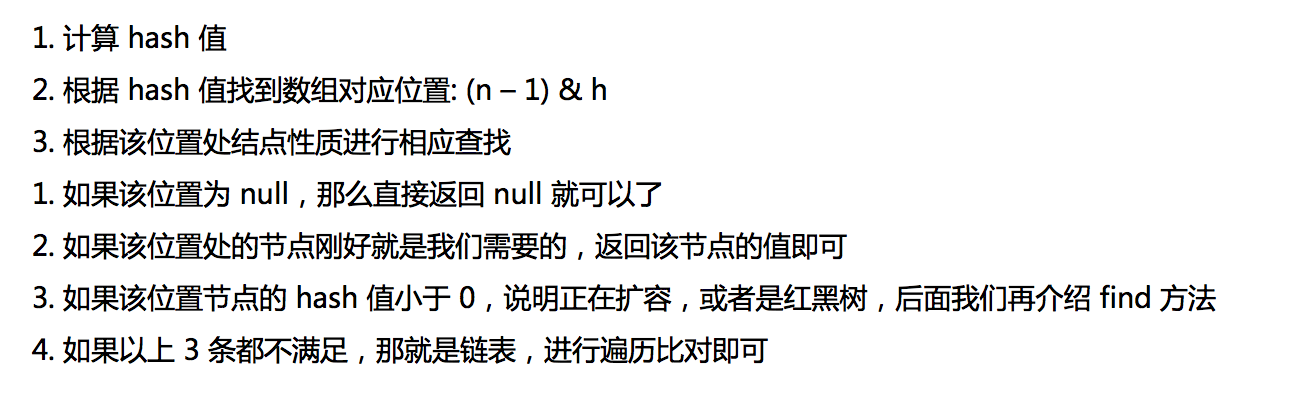 1. 计算 hash 值
2. 根据 hash 值找到数组对应位置: (n – 1) & h
3. 根据该位置处结点性质进行相应查找
1. 如果该位置为 null，那么直接返回 null 就可以了
2. 如果该位置处的节点刚好就是我们需要的，返回该节点的值即可
3. 如果该位置节点的 hash 值小于 0，说明正在扩容，或者是红黑树，后面我们再介绍 find 方法
4. 如果以上 3 条都不满足，那就是链表，进行遍历比对即可